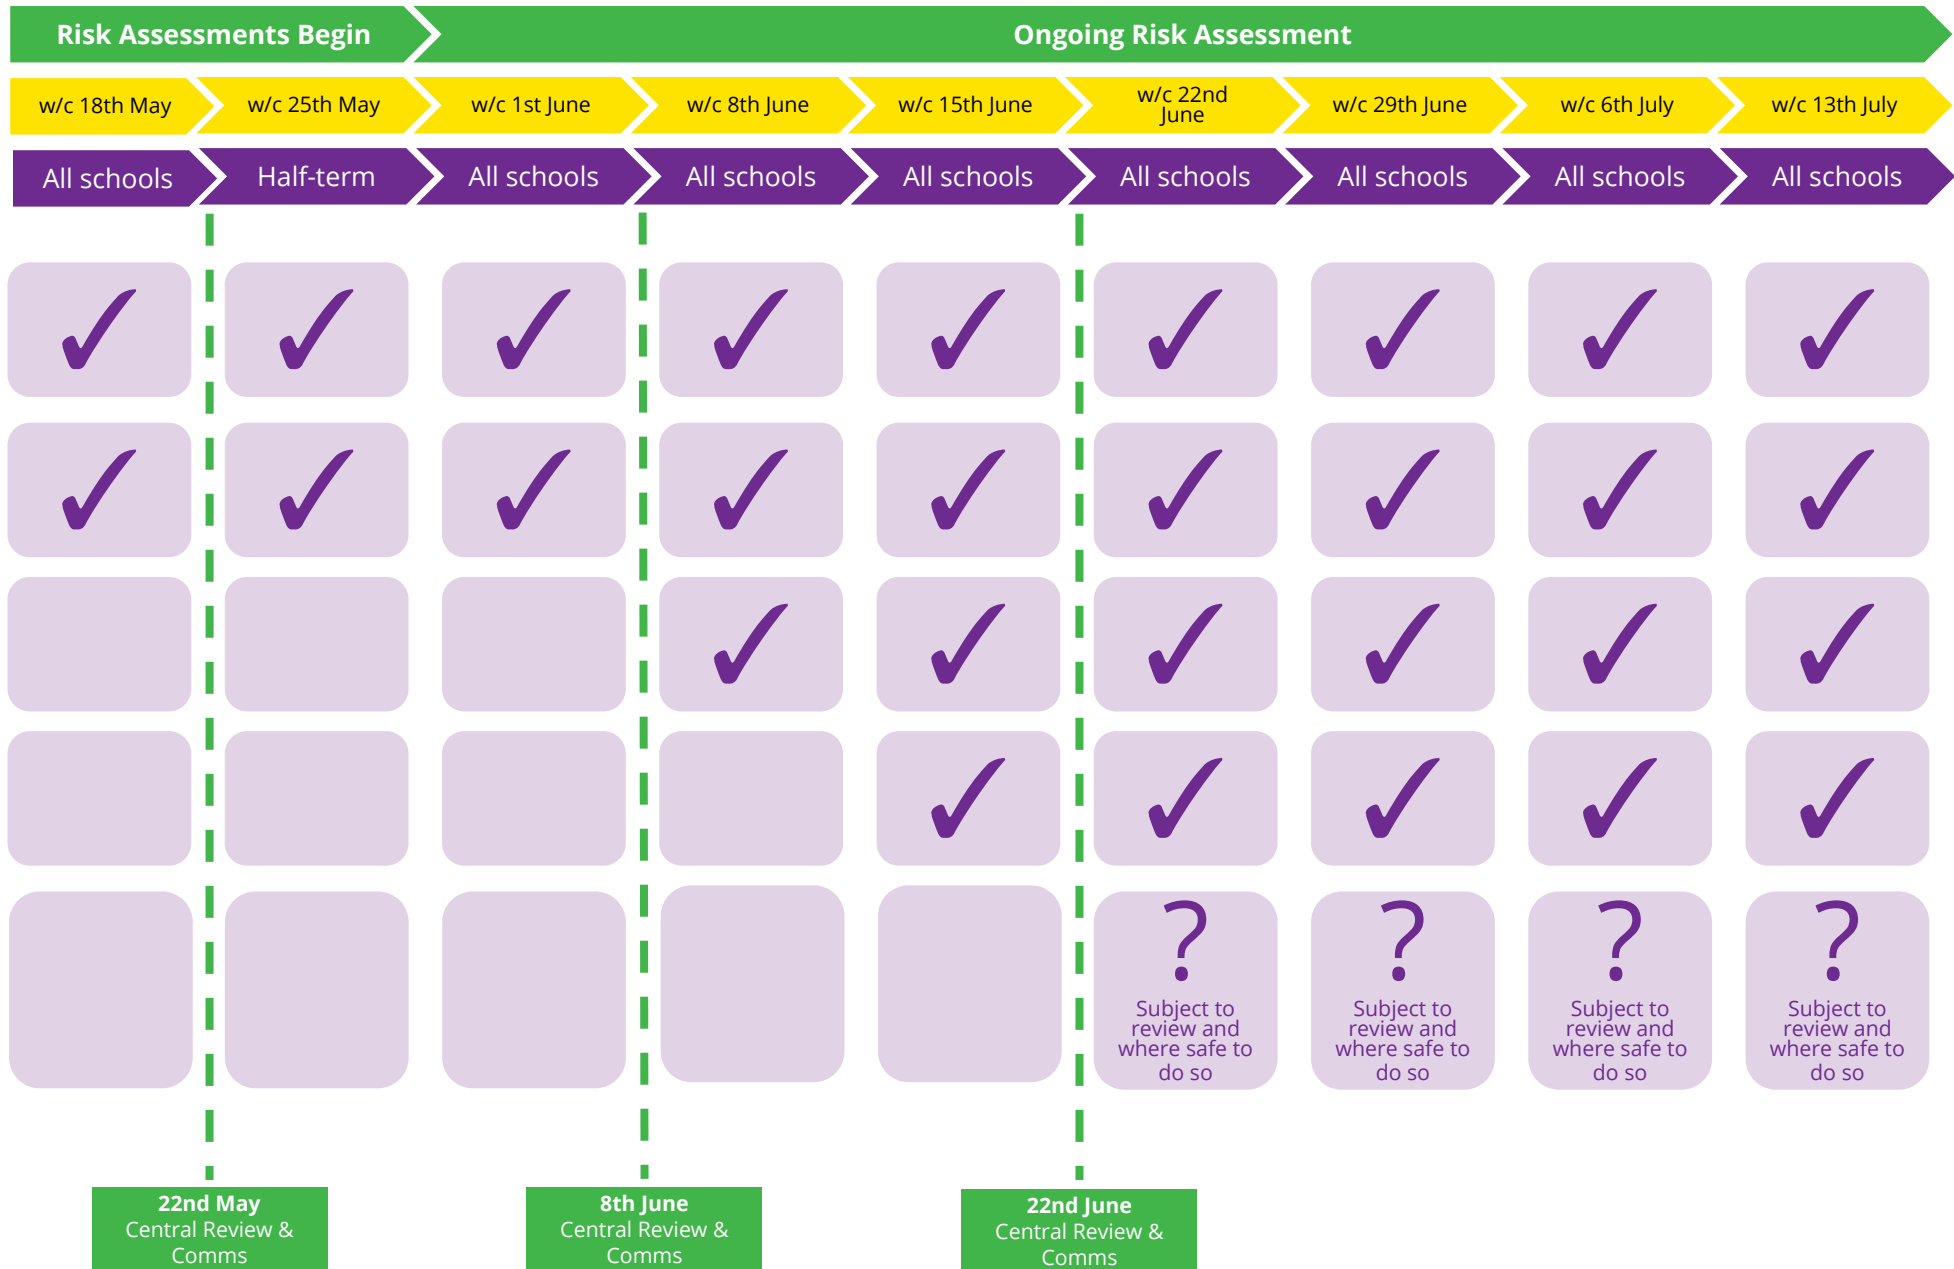 Risk Assessments Begin
Ongoing Risk Assessment
w/c 18th May
w/c 25th May
w/c 1st June
w/c 8th June
w/c 15th June
w/c 22nd
June
w/c 29th June
w/c 6th July
w/c 13th July
All schools
Half-term
All schools
All schools
All schools
All schools
All schools
All schools
All schools
✓ ✓ ✓ ✓ ✓ ✓ ✓ ✓ ✓
✓ ✓ ✓ ✓ ✓ ✓ ✓ ✓ ✓
✓ ✓ ✓ ✓ ✓ ✓
✓ ✓ ✓ ✓ ✓
?
Subject to
review and
where safe to
do so
?
Subject to
review and
where safe to
do so
?
Subject to
review and
where safe to
do so
?
Subject to
review and
where safe to
do so
22nd May
Central Review &
Comms
8th June
Central Review &
Comms
22nd June
Central Review &
Comms